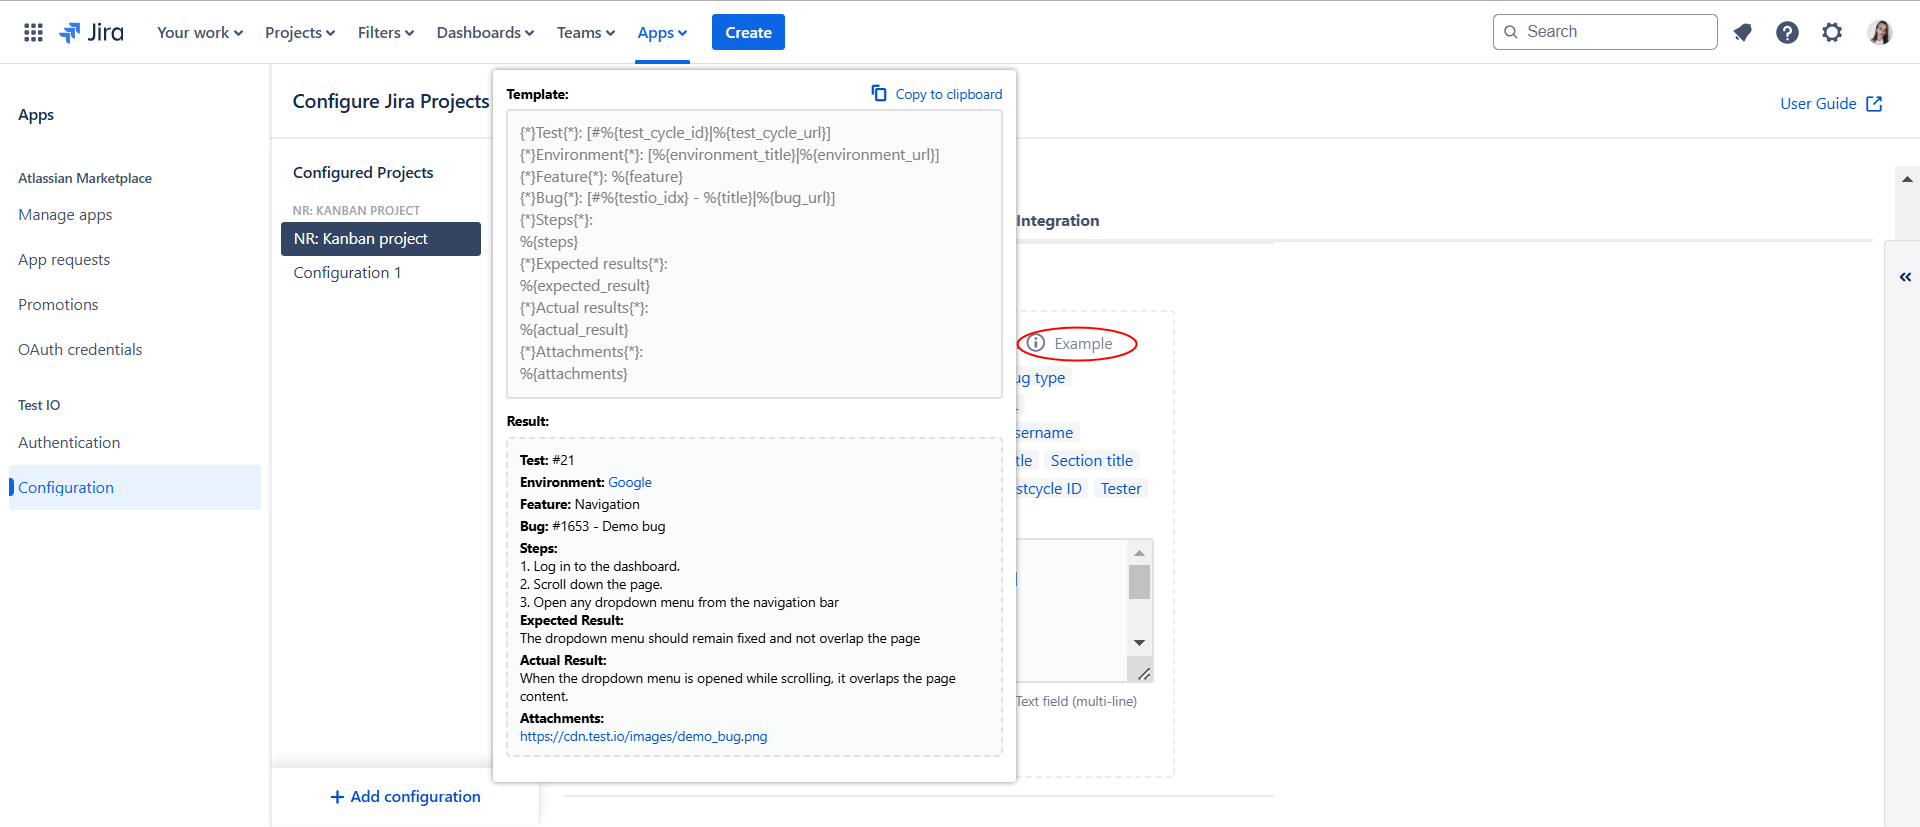 Jira
Your work
Projects
Filters
Dashboards
Teams
Apps
Create
Search
Apps
Atlassian Marketplace
Manage apps
App requests
Promotions
OAuth credentials
Test IO
Authentication
Configuration
Configure Jira Projects
User Guide
Configured Projects
NR: KANBAN PROJECT
NR: Kanban project
Configuration 1
+ Add configuration
Template:
Copy to clipboard
{*}Test{*}: [#%{test_cycle_id}|%{test_cycle_url}]
{*}Environment{*}: [%{environment_title}|%{environment_url}]
{*}Feature{*}: %{feature}
{*}Bug{*}: [#%{testio_idx} - %{title}|%{bug_url}]
{*}Steps{*}:
%{steps}
{*}Expected results{*}:
%{expected_result}
{*}Actual results{*}:
%{actual_result}
{*}Attachments{*}:
%{attachments}
Result:
Test: #21
Environment: Google
Feature: Navigation
Bug: #1653 - Demo bug
Steps:
1. Log in to the dashboard.
2. Scroll down the page.
3. Open any dropdown menu from the navigation bar
Expected Result:
The dropdown menu should remain fixed and not overlap the page
Actual Result:
When the dropdown menu is opened while scrolling, it overlaps the page
content.
Attachments:
https://cdn.test.io/images/demo_bug.png
Integration
Example
ug type
sername
tle
Section title
stcycle ID
Tester
]
Text field (multi-line)